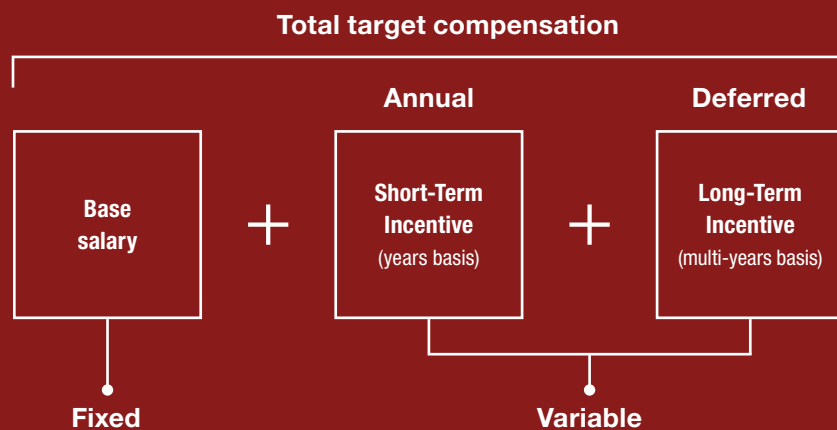 Total target compensation
Annual
Deferred
Base
salary
+
Short-Term
Incentive
(years basis)
+
Long-Term
Incentive
(multi-years basis)
Fixed
Variable